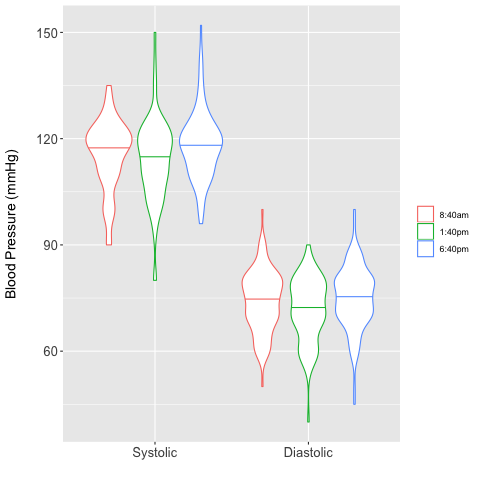 Blood Pressure (mmHg)
150
120
90
60
Systolic
Diastolic
8:40am
1:40pm
6:40pm